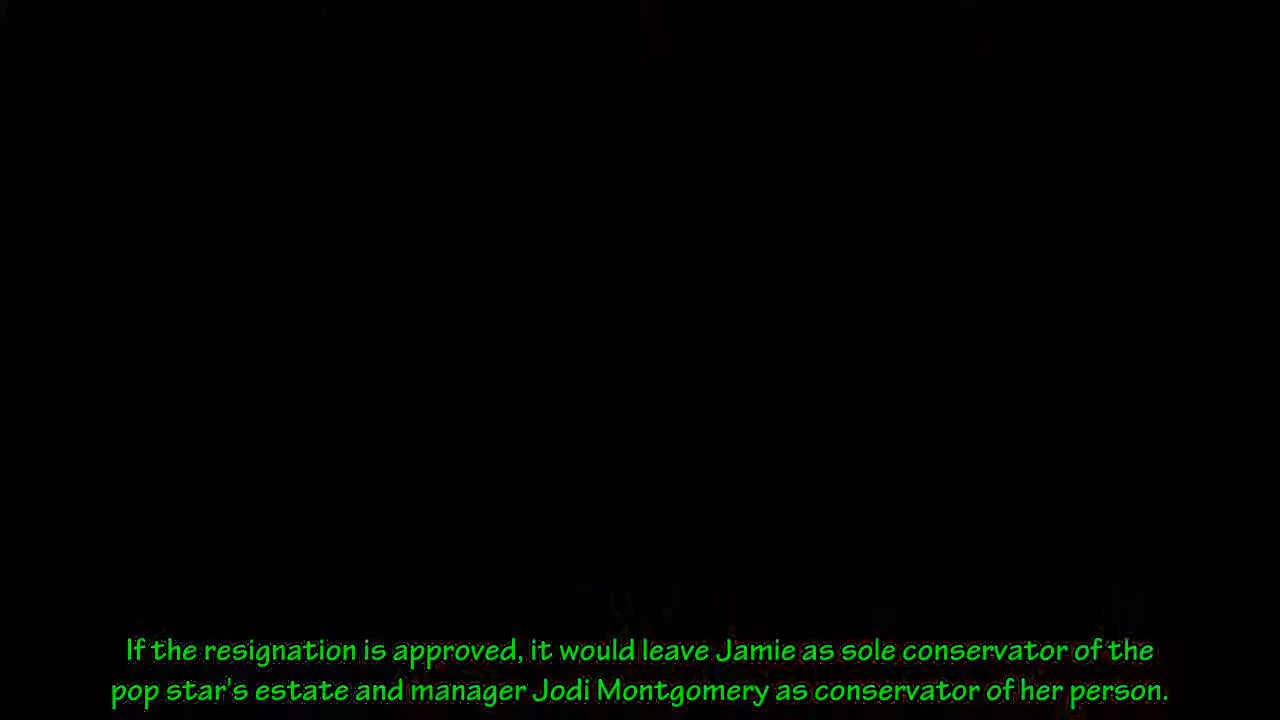 If the resignation is approved, it would leave Jamie as sole conservator of the
pop star's estate and manager Jodi Montgomery as conservator of her person.